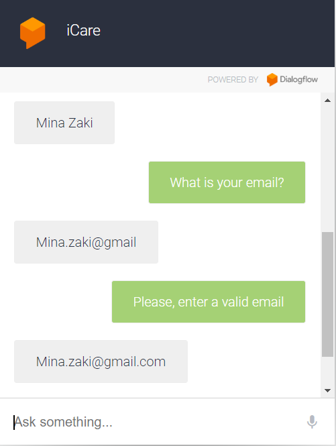 iCare
POWERED BY Dialogflow
Mina Zaki
What is your email?
Mina.zaki@gmail
Please, enter a valid email
Mina.zaki@gmail.com
Ask something...